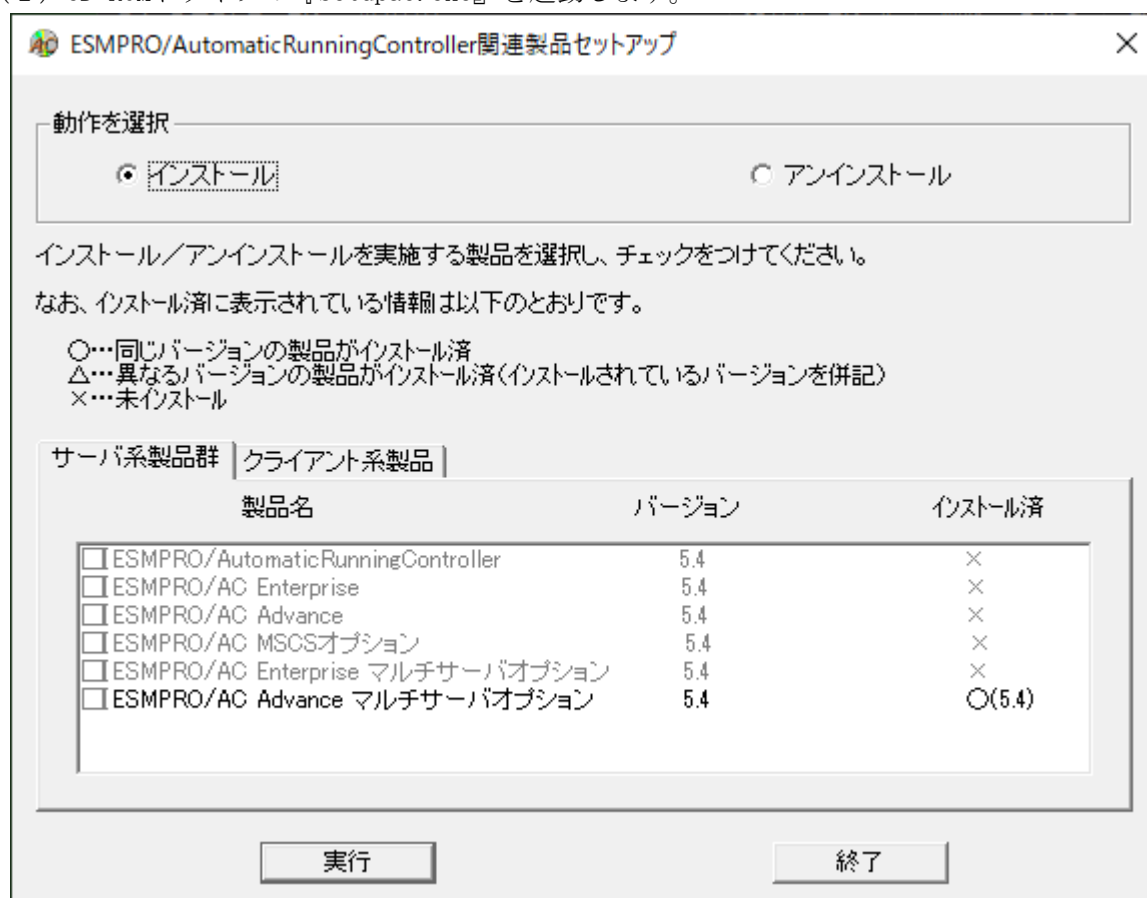 ESMPRO/AutomaticRunningController関連製品セットアップ
動作を選択
インストール
アンインストール
インストール／アンインストールを実施する製品を選択し、チェックをつけてください。
なお、インストール済に表示されている情報は以下のとおりです。
○…同じバージョンの製品がインストール済
△…異なるバージョンの製品がインストール済(インストールされているバージョンを併記)
×…未インストール
サーバ系製品群 クライアント系製品
製品名 バージョン インストール済
ESMPRO/AutomaticRunningController 5.4 ×
ESMPRO/AC Enterprise 5.4 ×
ESMPRO/AC Advance 5.4 ×
ESMPRO/AC MSCSオプション 5.4 ×
ESMPRO/AC Enterprise マルチサーバオプション 5.4 ×
ESMPRO/AC Advance マルチサーバオプション 5.4 ○(5.4)
実行 終了